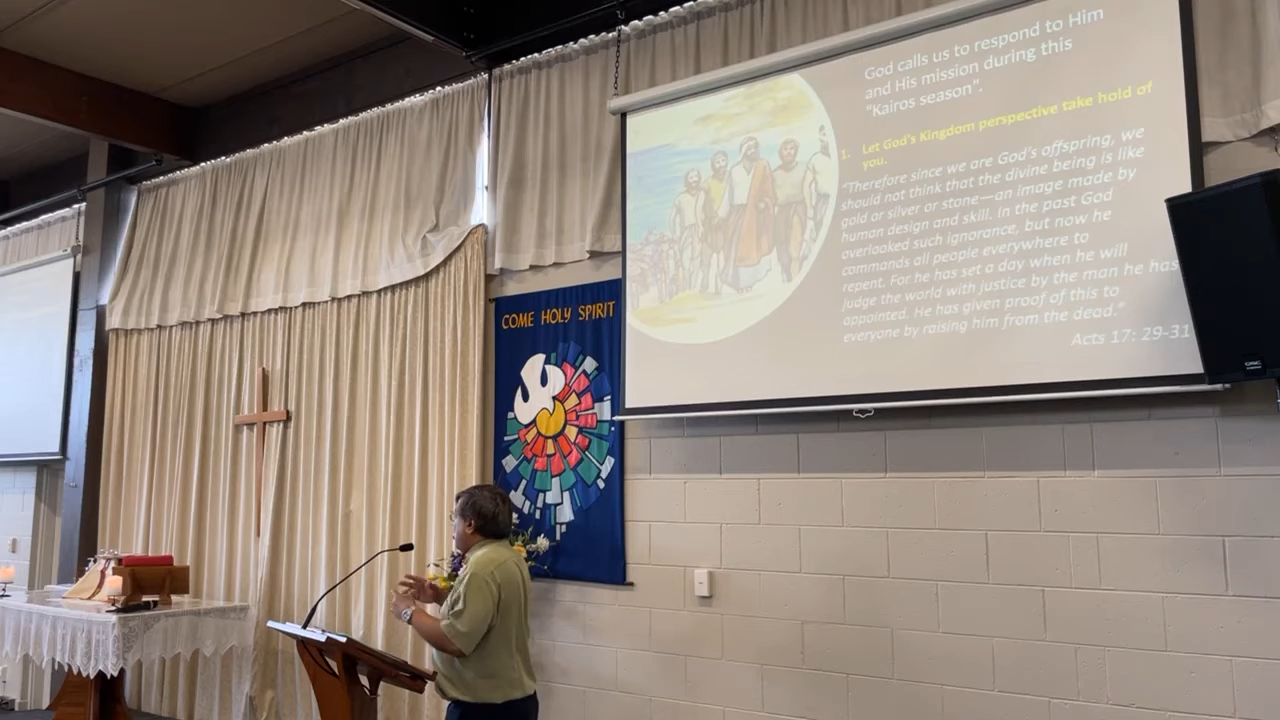 COME HOLY SPIRIT
God calls us to respond to Him
and His mission during this
“Kairos season”.
1. Let God’s Kingdom perspective take hold of
you.
“Therefore since we are God’s offspring, we
should not think that the divine being is like
gold or silver or stone—an image made by
human design and skill. In the past God
overlooked such ignorance, but now he
commands all people everywhere to
repent. For he has set a day when he will
judge the world with justice by the man he has
appointed. He has given proof of this to
everyone by raising him from the dead.”
Acts 17: 29-31